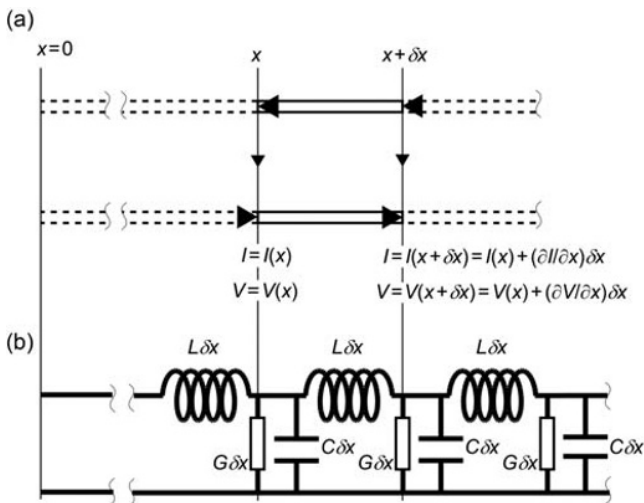 (a)
x=0 x x+δx
I=I(x) I=I(x+δx)=I(x)+(∂I/∂x)δx
V=V(x) V=V(x+δx)=V(x)+(∂V/∂x)δx
(b)
Lδx Lδx Lδx
Gδx Cδx Gδx Cδx Gδx Cδx